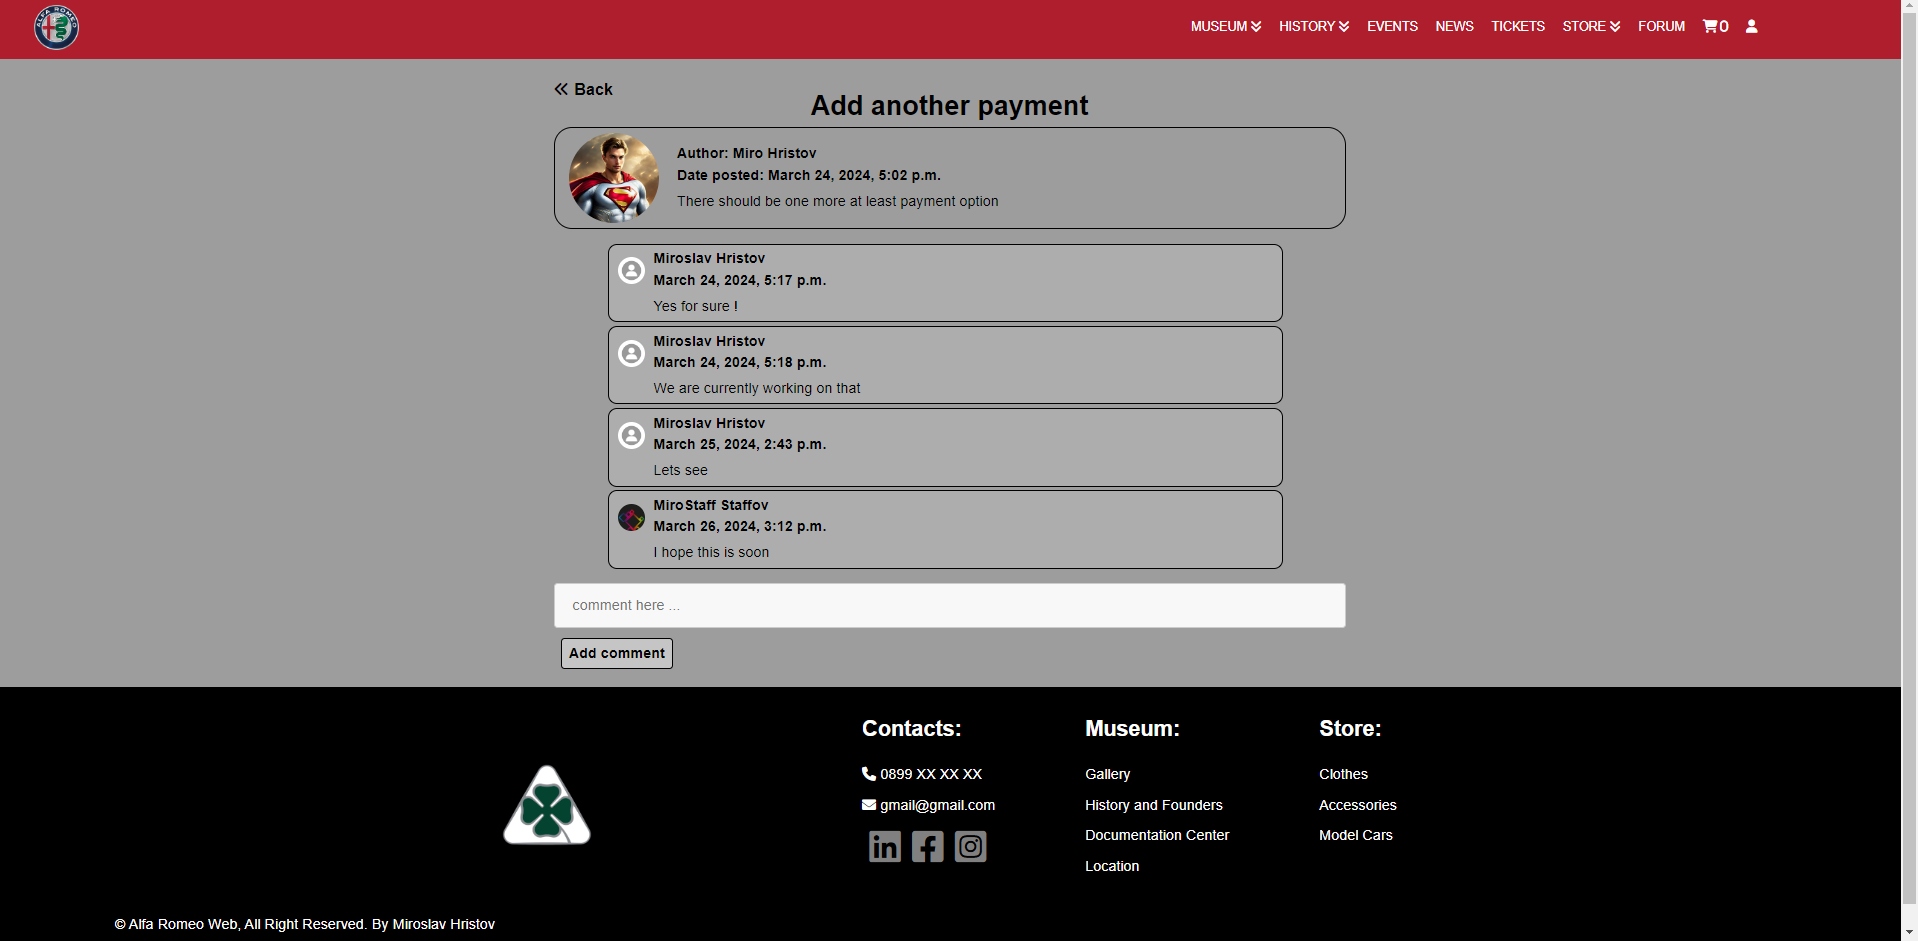 ALFA ROMEO
MUSEUM HISTORY EVENTS NEWS TICKETS STORE FORUM 0
Back
Add another payment
Author: Miro Hristov
Date posted: March 24, 2024, 5:02 p.m.
There should be one more at least payment option
Miroslav Hristov
March 24, 2024, 5:17 p.m.
Yes for sure !
Miroslav Hristov
March 24, 2024, 5:18 p.m.
We are currently working on that
Miroslav Hristov
March 25, 2024, 2:43 p.m.
Lets see
MiroStaff Staffov
March 26, 2024, 3:12 p.m.
I hope this is soon
comment here ...
Add comment
Contacts:
0899 XX XX XX
gmail@gmail.com
Museum:
Gallery
History and Founders
Documentation Center
Location
Store:
Clothes
Accessories
Model Cars
© Alfa Romeo Web, All Right Reserved. By Miroslav Hristov